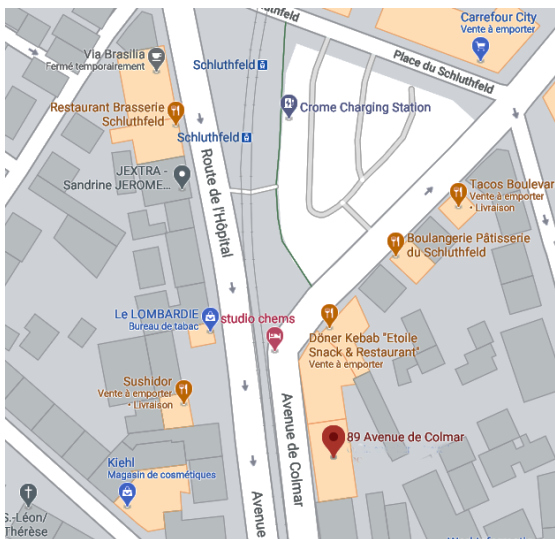 Carrefour City
Vente à emporter
Via Brasilia
Fermé temporairement
Schluthfeld
Place du Schluthfeld
Restaurant Brasserie
Schluthfeld
Crome Charging Station
Schluthfeld
JEXTRA -
Sandrine JEROME...
Route de l'Hôpital
Tacos Boulevar
Vente à emporter
• Livraison
Boulangerie Pâtisserie
du Schluthfeld
Le LOMBARDIE
Bureau de tabac
studio chems
Döner Kebab "Etoile
Snack & Restaurant"
Vente à emporter
Sushidor
Vente à emporter
• Livraison
Avenue de Colmar
89 Avenue de Colmar
Kiehl
Magasin de cosmétiques
Avenue
S.-Léon/
Thérèse